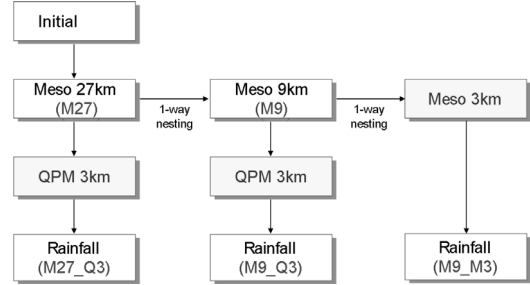 Initial
Meso 27km
(M27)
1-way
nesting
Meso 9km
(M9)
1-way
nesting
Meso 3km
QPM 3km
QPM 3km
Rainfall
(M27_Q3)
Rainfall
(M9_Q3)
Rainfall
(M9_M3)